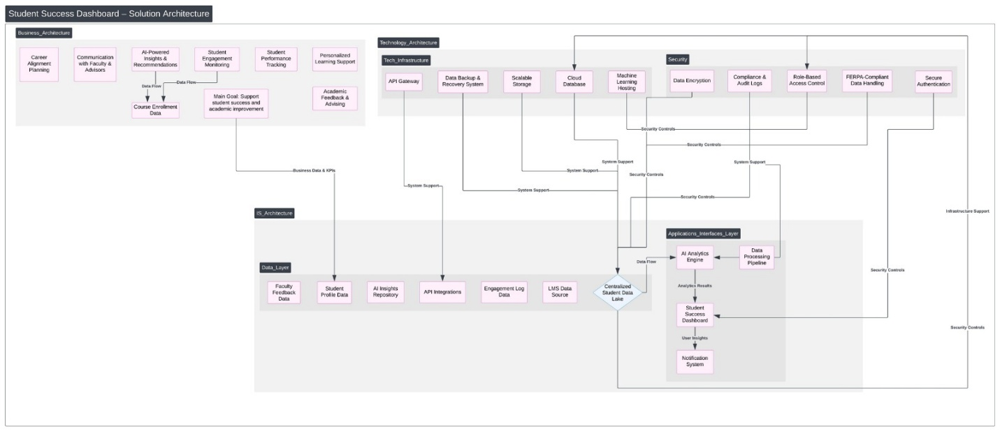 Student Success Dashboard – Solution Architecture
Business_Architecture
Career
Alignment
Planning
Communication
with Faculty &
Advisors
AI-Powered
Insights &
Recommendations
Student
Engagement
Monitoring
Student
Performance
Tracking
Personalized
Learning Support
Data Flow
Data Flow
Course Enrollment
Data
Main Goal: Support
student success and
academic improvement
Academic
Feedback &
Advising
Technology_Architecture
Tech_Infrastructure
API Gateway
Data Backup &
Recovery System
Scalable
Storage
Cloud
Database
Machine
Learning
Hosting
Security
Data Encryption
Compliance &
Audit Logs
Role-Based
Access Control
FERPA-Compliant
Data Handling
Secure
Authentication
Security Controls
Security Controls
System Support
System Support
Business Data & KPIs
System Support
Security Controls
System Support
System Support
Security Controls
Infrastructure Support
IS_Architecture
Applications_Interfaces_Layer
AI Analytics
Engine
Data
Processing
Pipeline
Data Flow
Data_Layer
Faculty
Feedback
Data
Student
Profile Data
AI Insights
Repository
API Integrations
Engagement Log
Data
LMS Data
Source
Centralized
Student Data
Lake
Analytics Results
Security Controls
Student
Success
Dashboard
Security Controls
User Insights
Notification
System